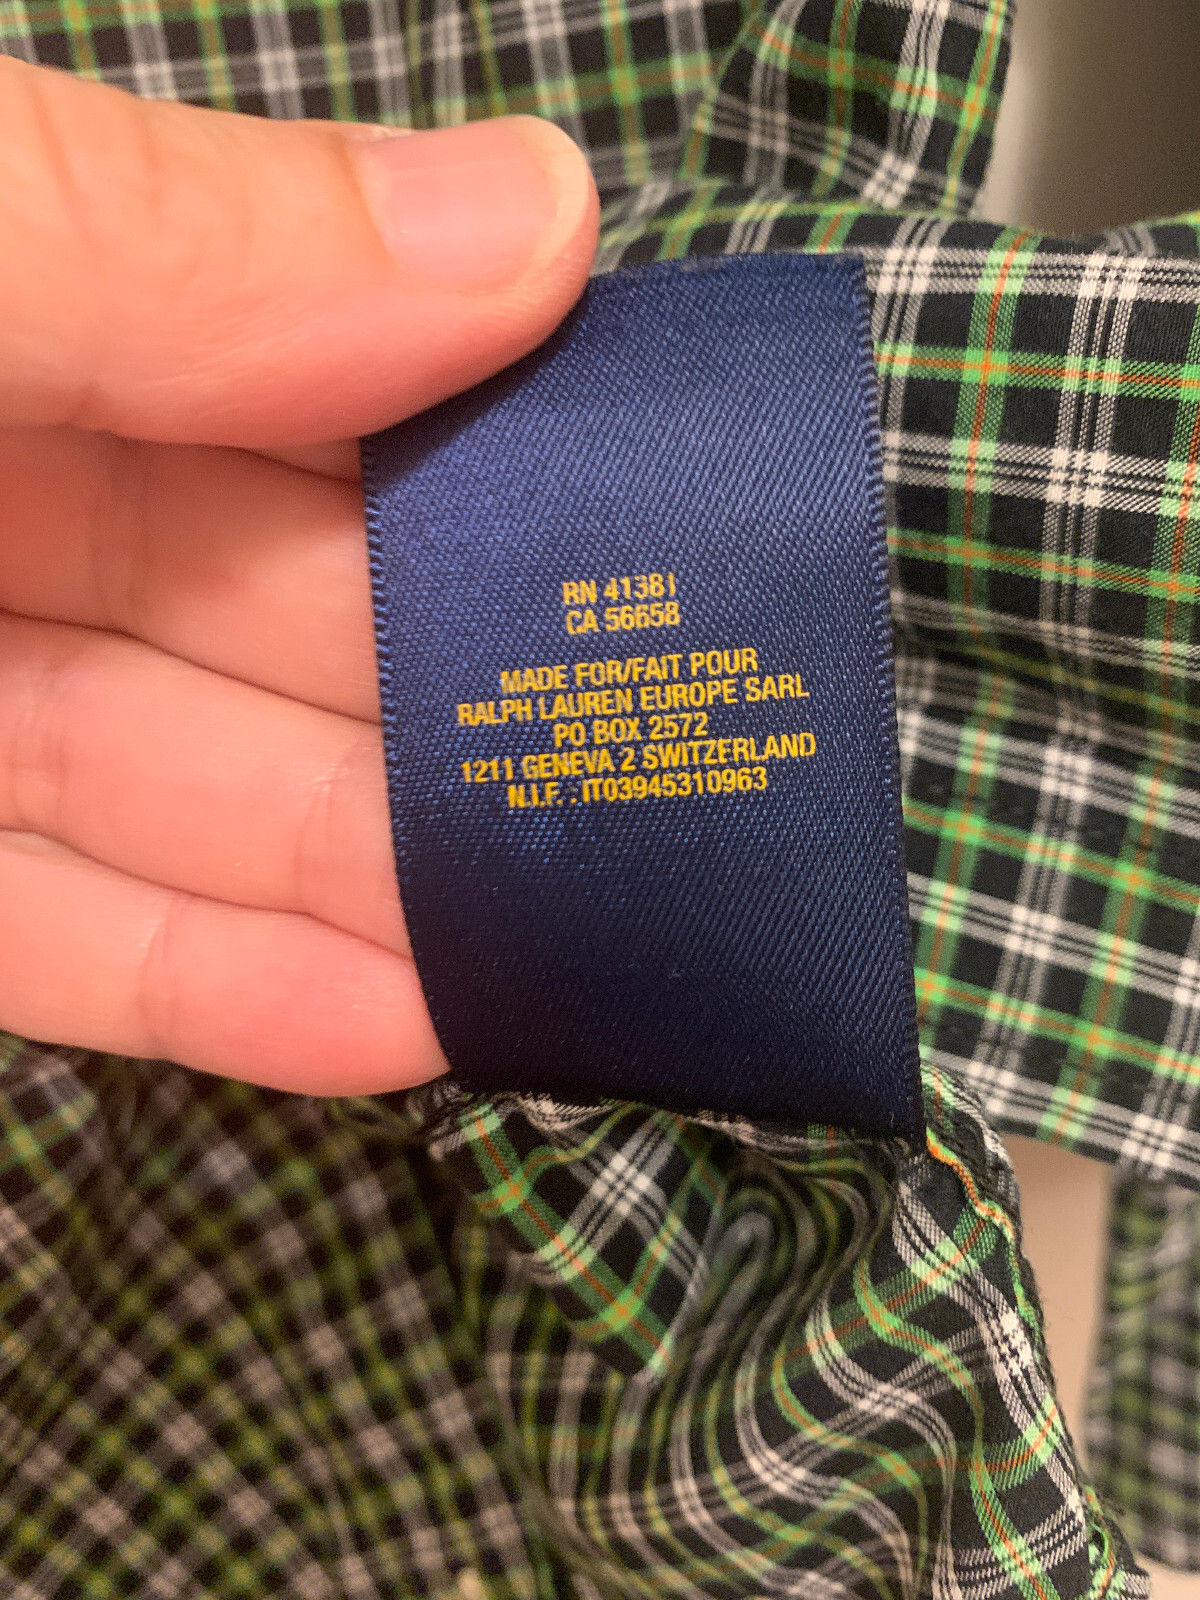 RN 41381
CA 56658
MADE FOR/FAIT POUR
RALPH LAUREN EUROPE SARL
PO BOX 2572
1211 GENEVA 2 SWITZERLAND
N.I.F. : IT03945310963